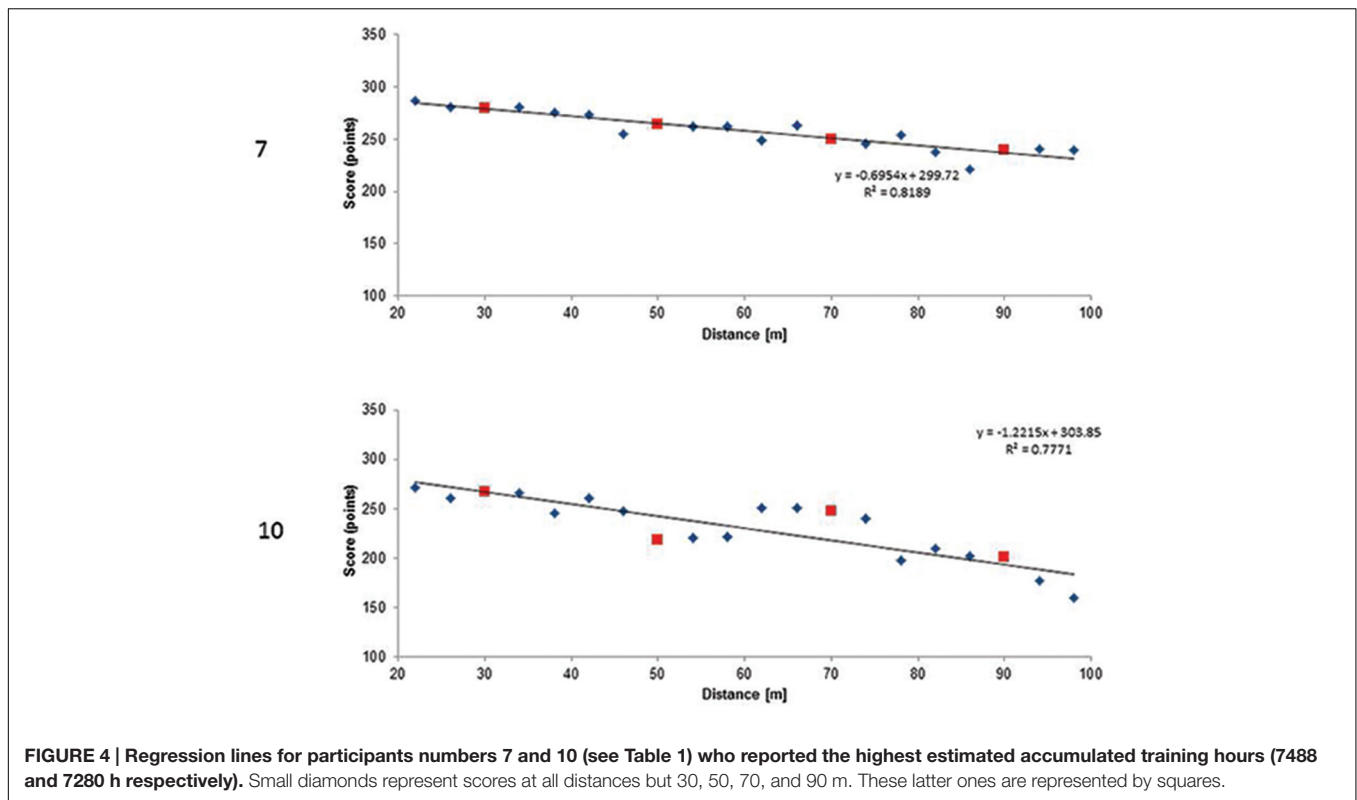 350
300
250
200
150
100
Score (points)
7
y = -0.6954x + 299.72
R² = 0.8189
20 30 40 50 60 70 80 90 100
Distance [m]
350
300
250
200
150
100
Score (points)
10
y = -1.2215x + 303.85
R² = 0.7771
20 30 40 50 60 70 80 90 100
Distance [m]
FIGURE 4 | Regression lines for participants numbers 7 and 10 (see Table 1) who reported the highest estimated accumulated training hours (7488
and 7280 h respectively). Small diamonds represent scores at all distances but 30, 50, 70, and 90 m. These latter ones are represented by squares.